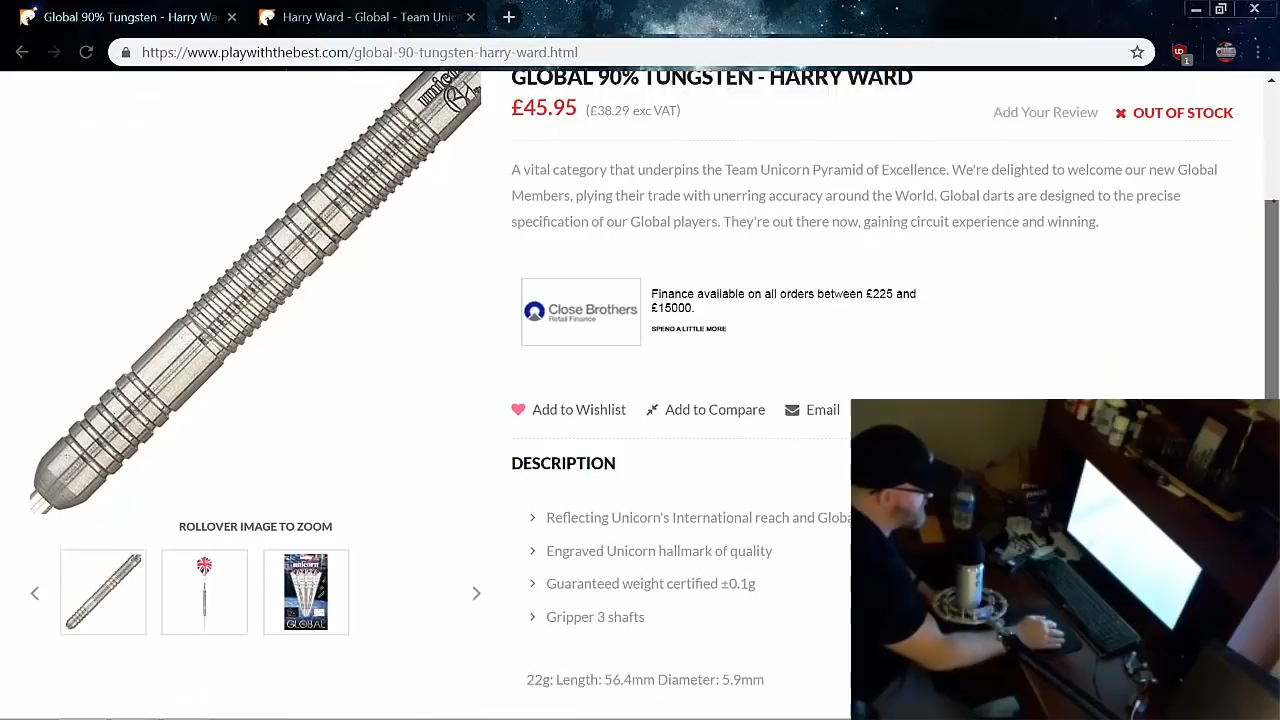 Global 90% Tungsten - Harry Wa
Harry Ward - Global - Team Unic
https://www.playwiththebest.com/global-90-tungsten-harry-ward.html
1
GLOBAL 90% TUNGSTEN - HARRY WARD
£45.95 (£38.29 exc VAT)
Add Your Review
OUT OF STOCK
A vital category that underpins the Team Unicorn Pyramid of Excellence. We're delighted to welcome our new Global
Members, plying their trade with unerring accuracy around the World. Global darts are designed to the precise
specification of our Global players. They're out there now, gaining circuit experience and winning.
Close Brothers
Retail Finance
Finance available on all orders between £225 and
£15000.
SPEND A LITTLE MORE
Add to Wishlist
Add to Compare
Email
DESCRIPTION
Reflecting Unicorn's International reach and Globa
Engraved Unicorn hallmark of quality
Guaranteed weight certified ±0.1g
Gripper 3 shafts
22g: Length: 56.4mm Diameter: 5.9mm
ROLLOVER IMAGE TO ZOOM
unicorn
GLOBAL